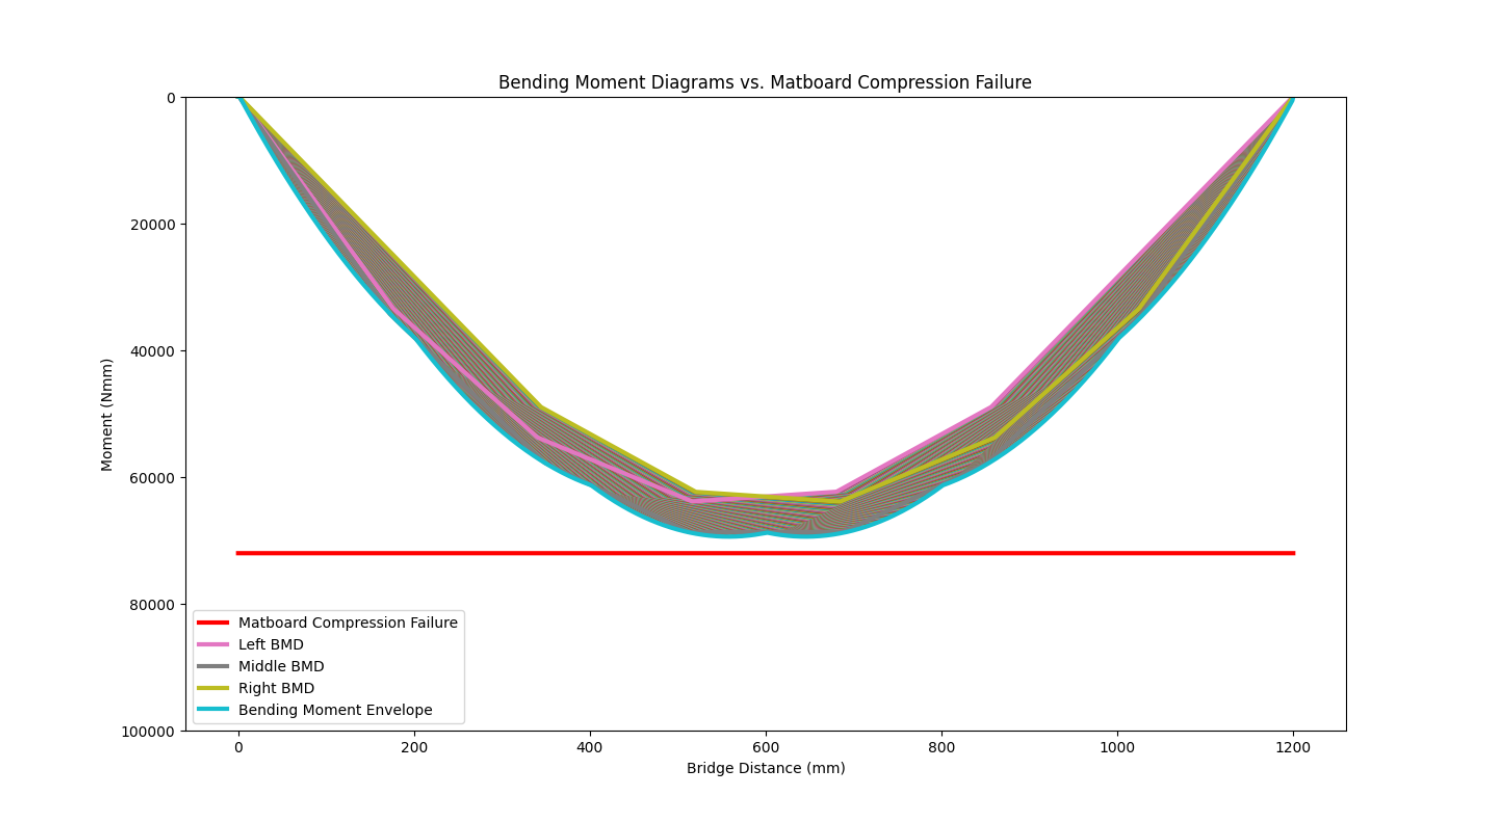 Bending Moment Diagrams vs. Matboard Compression Failure
0
20000
40000
60000
80000
100000
Moment (Nmm)
Matboard Compression Failure
Left BMD
Middle BMD
Right BMD
Bending Moment Envelope
0 200 400 600 800 1000 1200
Bridge Distance (mm)